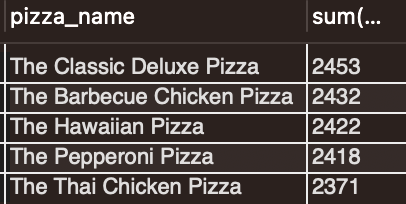 pizza_name sum(...
The Classic Deluxe Pizza 2453
The Barbecue Chicken Pizza 2432
The Hawaiian Pizza 2422
The Pepperoni Pizza 2418
The Thai Chicken Pizza 2371